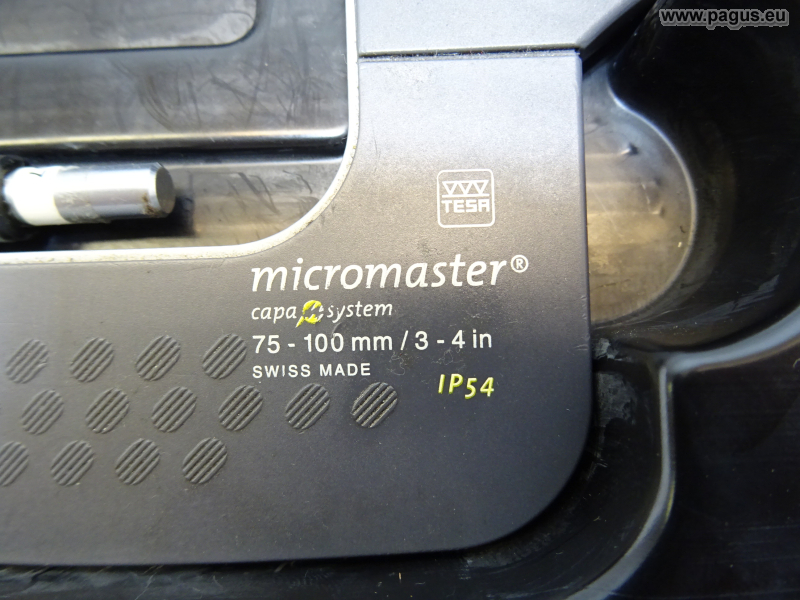 www.pagus.eu
TESA
micromaster®
capa µ system
75 - 100 mm / 3 - 4 in
SWISS MADE
IP54